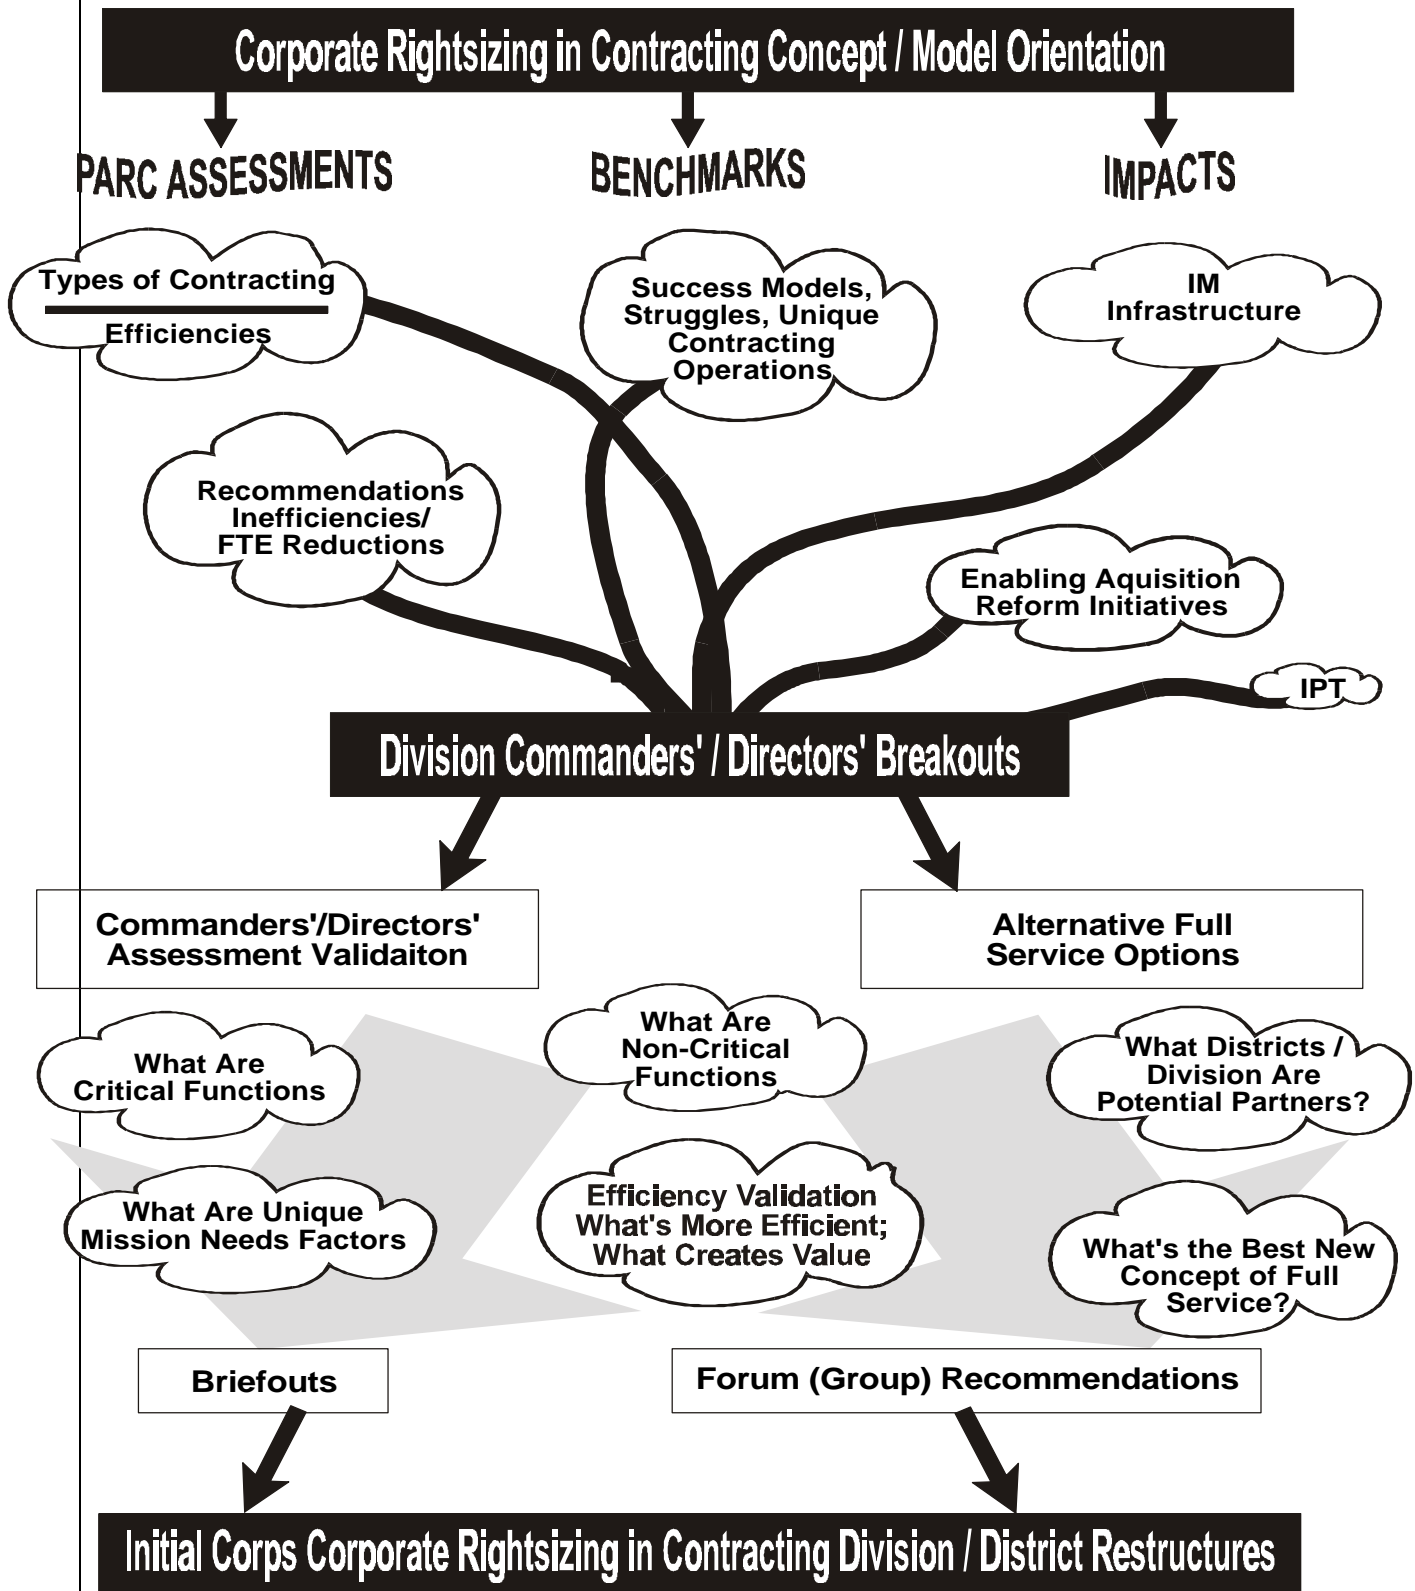 Corporate Rightsizing in Contracting Concept / Model Orientation
PARC ASSESSMENTS
BENCHMARKS
IMPACTS
Types of Contracting
Efficiencies
Success Models,
Struggles, Unique
Contracting
Operations
IM
Infrastructure
Recommendations
Inefficiencies/
FTE Reductions
Enabling Aquisition
Reform Initiatives
IPT
Division Commanders' / Directors' Breakouts
Commanders'/Directors'
Assessment Validaiton
Alternative Full
Service Options
What Are
Critical Functions
What Are
Non-Critical
Functions
What Districts /
Division Are
Potential Partners?
What Are Unique
Mission Needs Factors
Efficiency Validation
What's More Efficient;
What Creates Value
What's the Best New
Concept of Full
Service?
Briefouts
Forum (Group) Recommendations
Initial Corps Corporate Rightsizing in Contracting Division / District Restructures